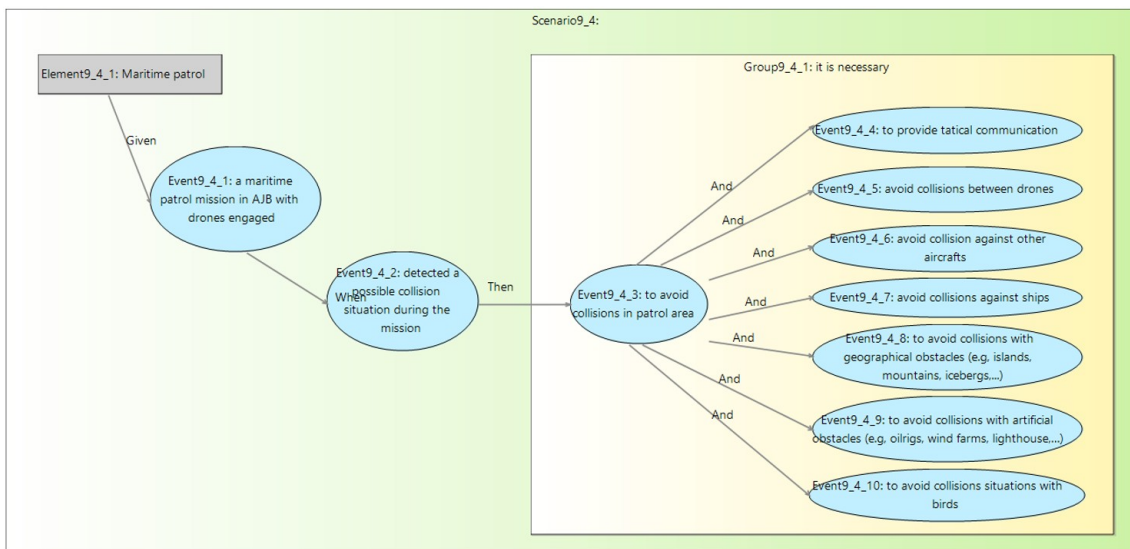 Scenario9_4:
Element9_4_1: Maritime patrol
Group9_4_1: it is necessary
Given
Event9_4_1: a maritime
patrol mission in AJB with
drones engaged
When
Event9_4_2: detected a
possible collision
situation during the
mission
Then
Event9_4_3: to avoid
collisions in patrol area
And
Event9_4_4: to provide tatical communication
And
Event9_4_5: avoid collisions between drones
And
Event9_4_6: avoid collision against other
aircrafts
And
Event9_4_7: avoid collisions against ships
And
Event9_4_8: to avoid collisions with
geographical obstacles (e.g, islands,
mountains, icebergs,...)
And
Event9_4_9: to avoid collisions with artificial
obstacles (e.g, oilrigs, wind farms, lighthouse,...)
And
Event9_4_10: to avoid collisions situations with
birds